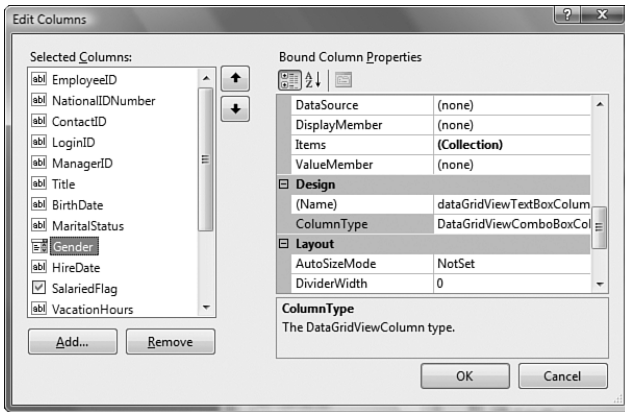 Edit Columns
Selected Columns:
EmployeeID
NationalIDNumber
ContactID
LoginID
ManagerID
Title
BirthDate
MaritalStatus
Gender
HireDate
SalariedFlag
VacationHours
Add...
Remove
Bound Column Properties
DataSource (none)
DisplayMember (none)
Items (Collection)
ValueMember (none)
Design
(Name) dataGridViewTextBoxColum
ColumnType DataGridViewComboBoxCol
Layout
AutoSizeMode NotSet
DividerWidth 0
ColumnType
The DataGridViewColumn type.
OK
Cancel